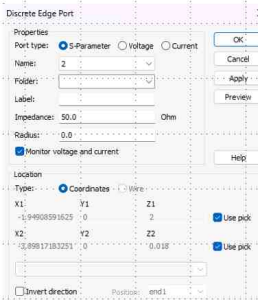 Discrete Edge Port
Properties
Port type: S-Parameter Voltage Current
Name: 2
Folder:
Label:
Impedance: 50.0 Ohm
Radius: 0.0
Monitor voltage and current
OK
Cancel
Apply
Preview
Help
Location
Type: Coordinates Wire
X1 Y1 Z1
-1.94908591625 0 2 Use pick
X2 Y2 Z2
-3.89817183251 0 0.018 Use pick
Invert direction Position: end1